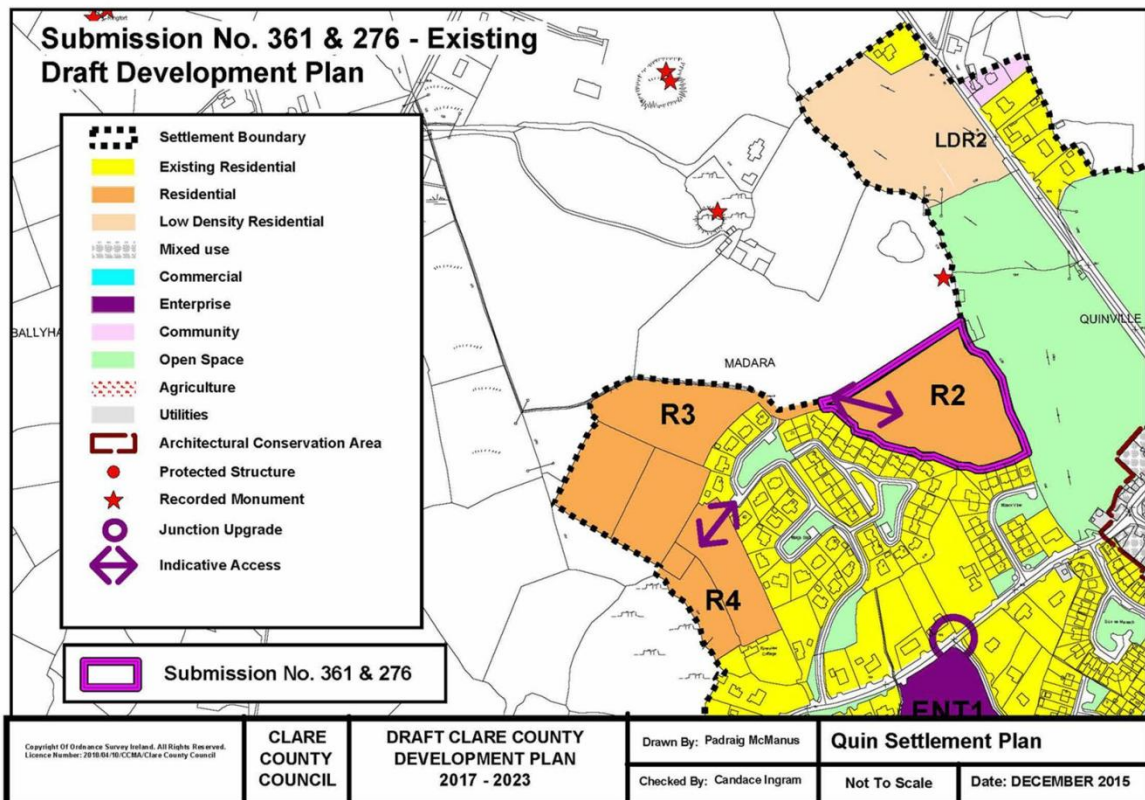 Submission No. 361 & 276 - Existing
Draft Development Plan
Settlement Boundary
Existing Residential
Residential
Low Density Residential
Mixed use
Commercial
Enterprise
Community
Open Space
Agriculture
Utilities
Architectural Conservation Area
Protected Structure
Recorded Monument
Junction Upgrade
Indicative Access
Submission No. 361 & 276
BALLYHA
LDR2
QUINVILLE
MADARA
R2
R3
R4
ENT1
Copyright Of Ordnance Survey Ireland. All Rights Reserved.
Licence Number: 2010/04/10/CCMA/Clare County Council
CLARE
COUNTY
COUNCIL
DRAFT CLARE COUNTY
DEVELOPMENT PLAN
2017 - 2023
Drawn By: Padraig McManus
Checked By: Candace Ingram
Quin Settlement Plan
Not To Scale
Date: DECEMBER 2015